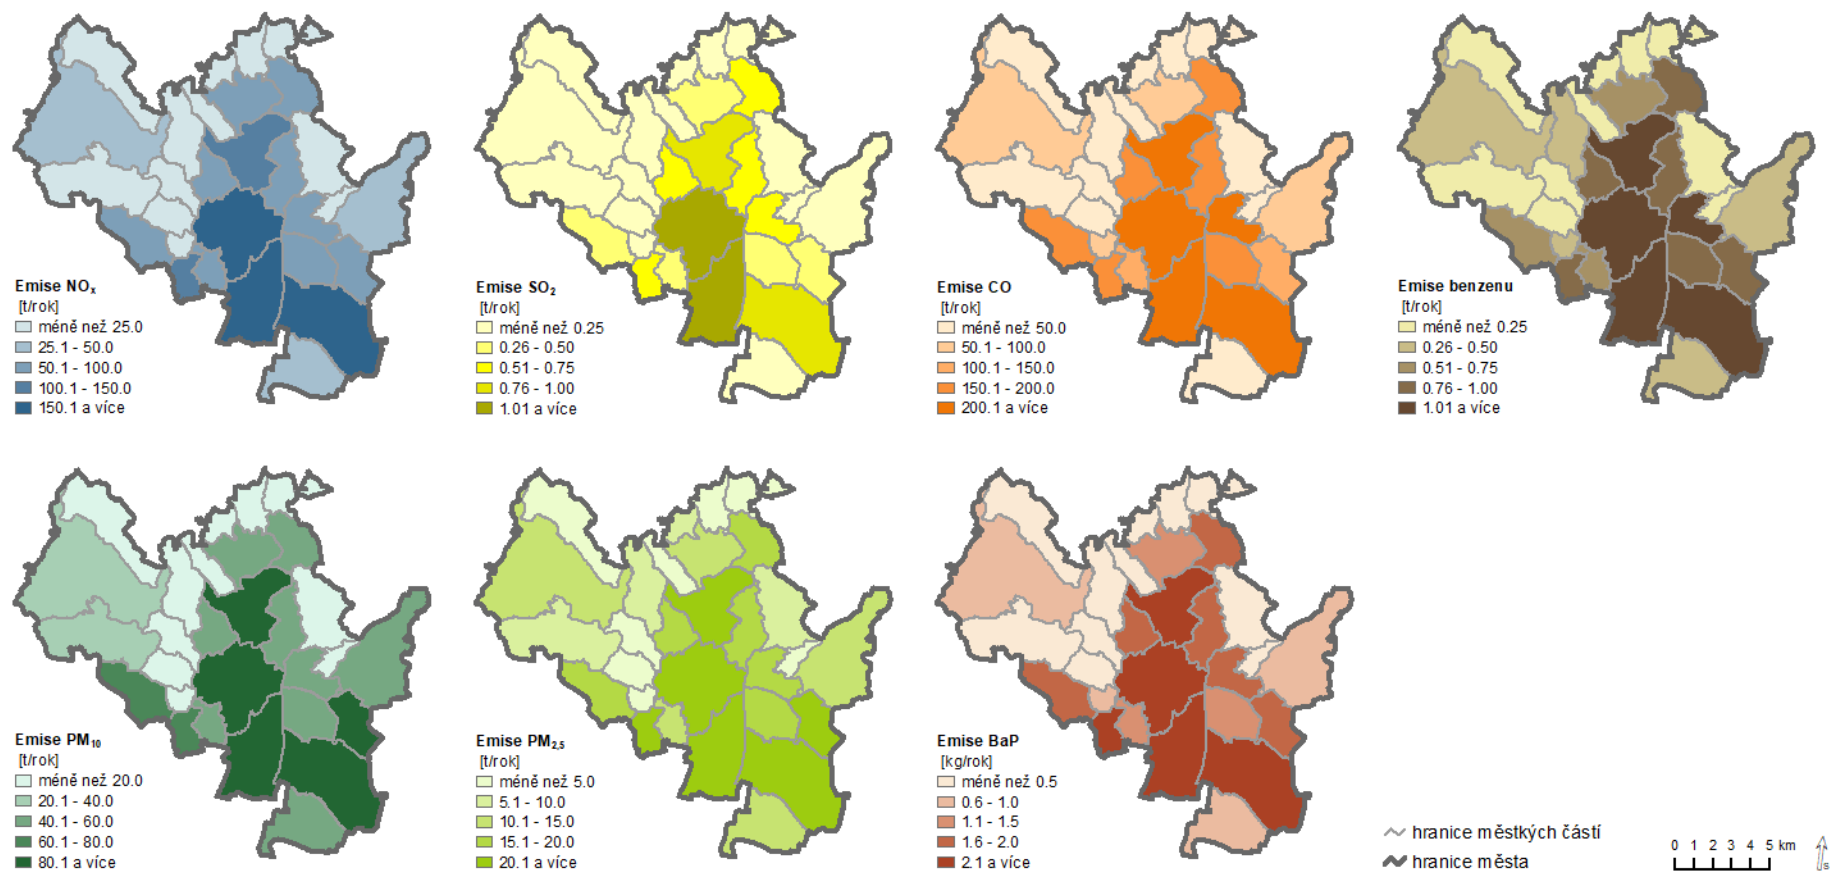 Emise NOₓ
[t/rok]
méně než 25.0
25.1 - 50.0
50.1 - 100.0
100.1 - 150.0
150.1 a více
Emise SO₂
[t/rok]
méně než 0.25
0.26 - 0.50
0.51 - 0.75
0.76 - 1.00
1.01 a více
Emise CO
[t/rok]
méně než 50.0
50.1 - 100.0
100.1 - 150.0
150.1 - 200.0
200.1 a více
Emise benzenu
[t/rok]
méně než 0.25
0.26 - 0.50
0.51 - 0.75
0.76 - 1.00
1.01 a více
Emise PM₁₀
[t/rok]
méně než 20.0
20.1 - 40.0
40.1 - 60.0
60.1 - 80.0
80.1 a více
Emise PM₂,₅
[t/rok]
méně než 5.0
5.1 - 10.0
10.1 - 15.0
15.1 - 20.0
20.1 a více
Emise BaP
[kg/rok]
méně než 0.5
0.6 - 1.0
1.1 - 1.5
1.6 - 2.0
2.1 a více
hranice městkých částí
hranice města
0 1 2 3 4 5 km
S